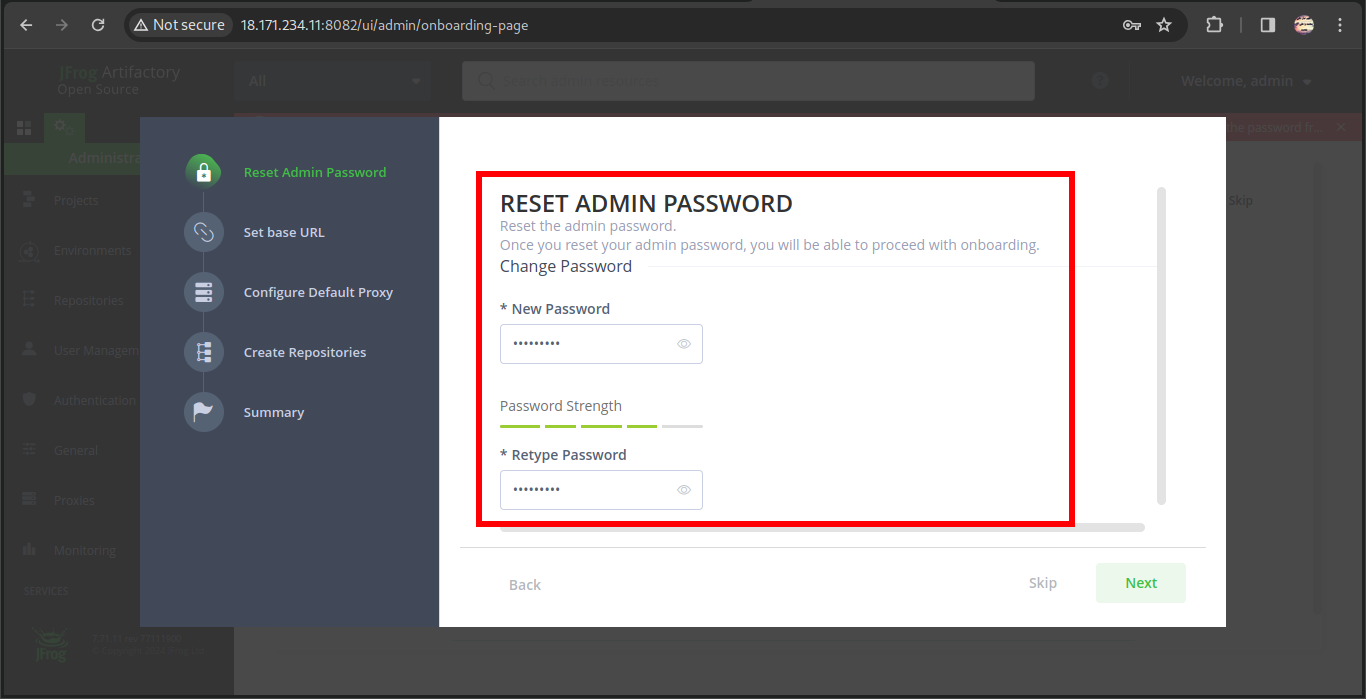 Not secure 18.171.234.11:8082/ui/admin/onboarding-page
JFrog Artifactory
Open Source
All
Search admin resources
Welcome, admin
the password fr...
Administra
Projects
Environments
Repositories
User Managem
Authentication
General
Proxies
Monitoring
SERVICES
JFrog
Skip
Reset Admin Password
Set base URL
Configure Default Proxy
Create Repositories
Summary
RESET ADMIN PASSWORD
Reset the admin password.
Once you reset your admin password, you will be able to proceed with onboarding.
Change Password
* New Password
•••••••••
Password Strength
* Retype Password
•••••••••
Back
Skip
Next